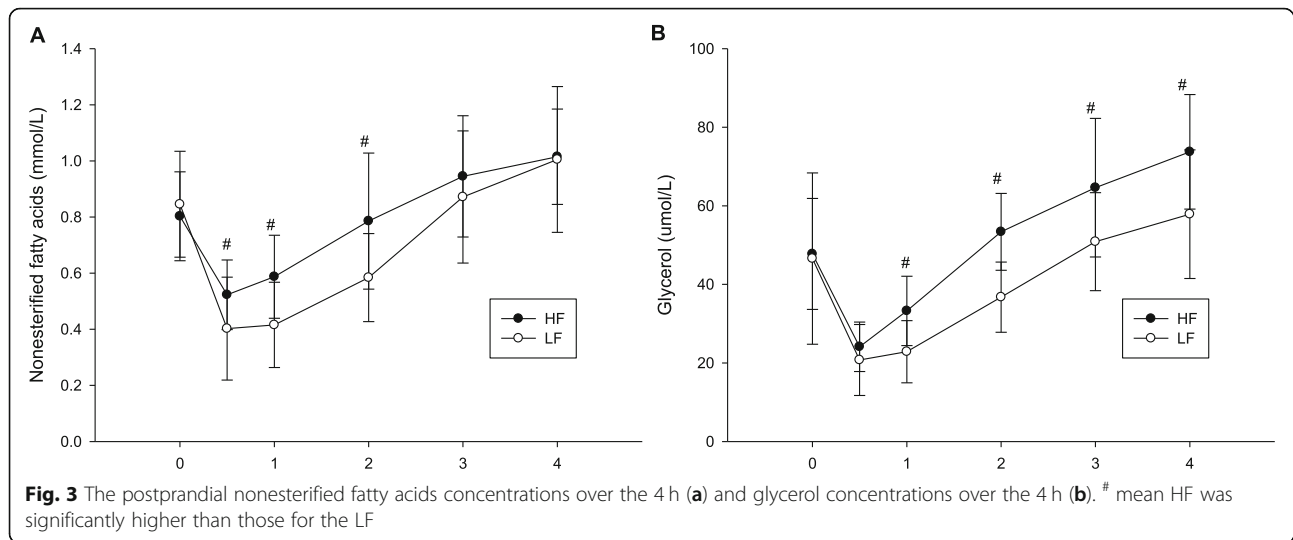 A
1.4
1.2
1.0
0.8
0.6
0.4
0.2
0.0
Nonesterified fatty acids (mmol/L)
#
#
#
HF
LF
0 1 2 3 4
B
100
80
60
40
20
0
Glycerol (umol/L)
#
#
#
#
HF
LF
0 1 2 3 4
Fig. 3 The postprandial nonesterified fatty acids concentrations over the 4 h (a) and glycerol concentrations over the 4 h (b). # mean HF was
significantly higher than those for the LF